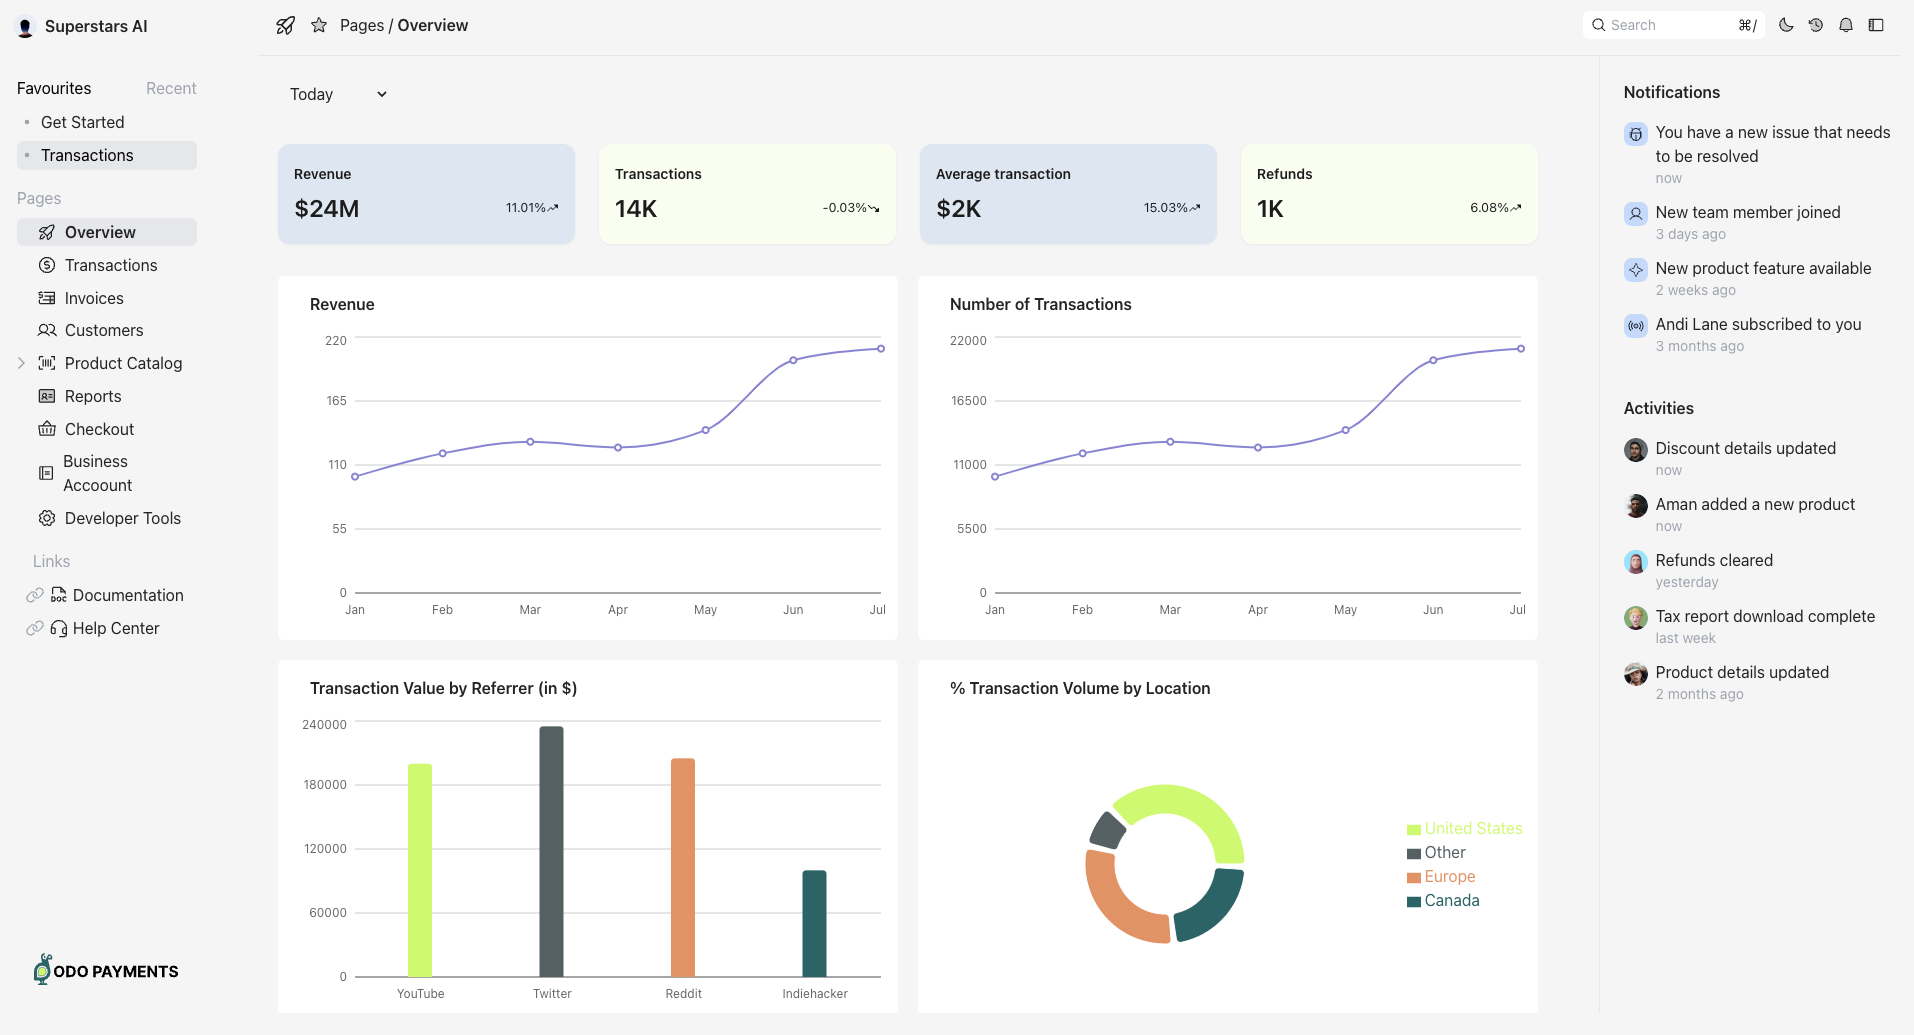 Superstars AI
Pages / Overview
Search ⌘/
Favourites Recent
Get Started
Transactions
Pages
Overview
Transactions
Invoices
Customers
Product Catalog
Reports
Checkout
Business
Accoount
Developer Tools
Links
DOC Documentation
Help Center
ODO PAYMENTS
Today
Revenue
$24M 11.01%
Transactions
14K -0.03%
Average transaction
$2K 15.03%
Refunds
1K 6.08%
Revenue
220
165
110
55
0
Jan Feb Mar Apr May Jun Jul
Number of Transactions
22000
16500
11000
5500
0
Jan Feb Mar Apr May Jun Jul
Transaction Value by Referrer (in $)
240000
180000
120000
60000
0
YouTube Twitter Reddit Indiehacker
% Transaction Volume by Location
United States
Other
Europe
Canada
Notifications
You have a new issue that needs
to be resolved
now
New team member joined
3 days ago
New product feature available
2 weeks ago
Andi Lane subscribed to you
3 months ago
Activities
Discount details updated
now
Aman added a new product
now
Refunds cleared
yesterday
Tax report download complete
last week
Product details updated
2 months ago